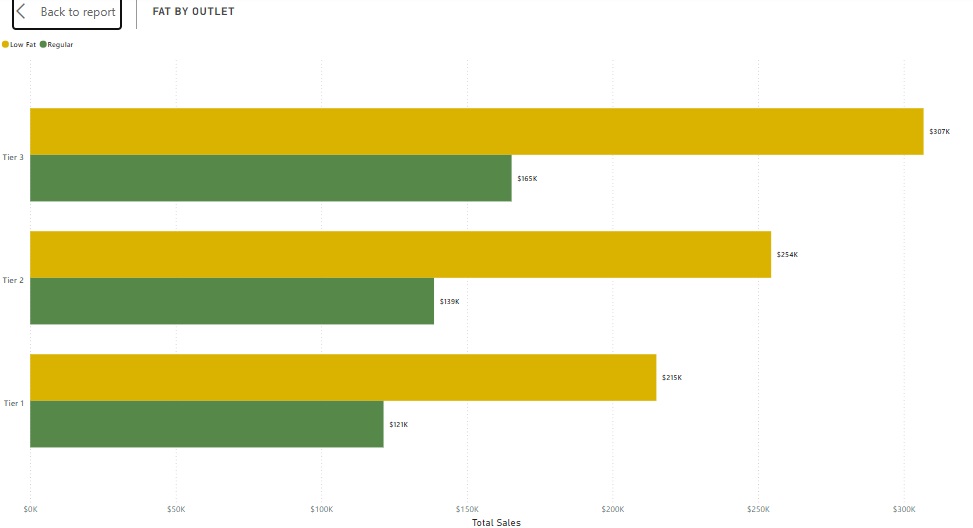 Back to report
FAT BY OUTLET
Low Fat Regular
$307K
Tier 3
$165K
$254K
Tier 2
$139K
$215K
Tier 1
$121K
$0K $50K $100K $150K $200K $250K $300K
Total Sales